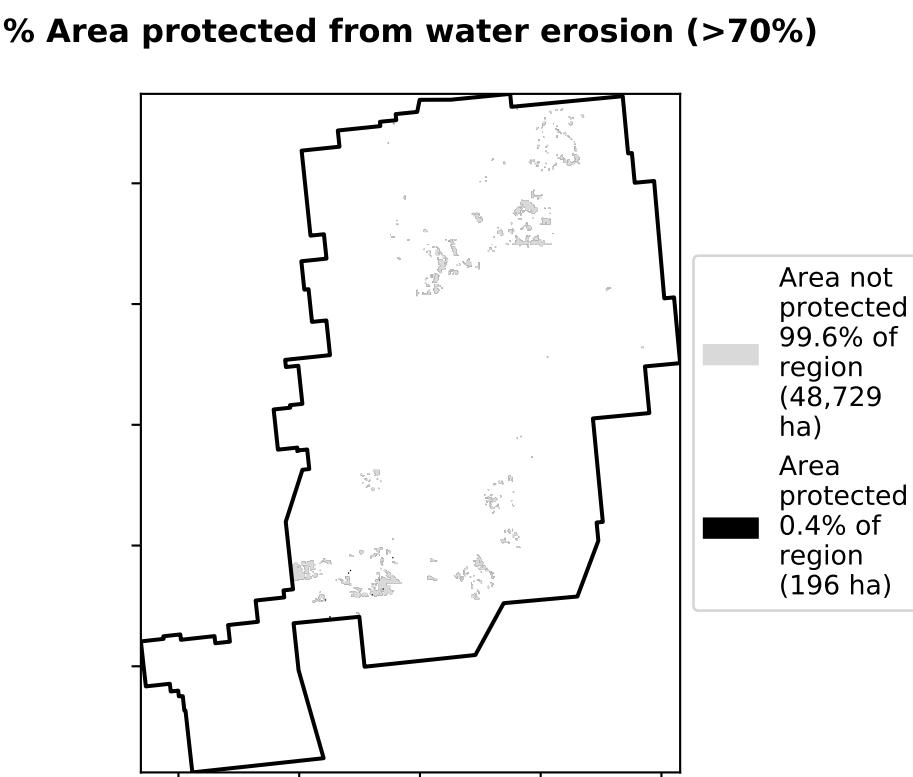 % Area protected from water erosion (>70%)
Area not
protected
99.6% of
region
(48,729
ha)
Area
protected
0.4% of
region
(196 ha)